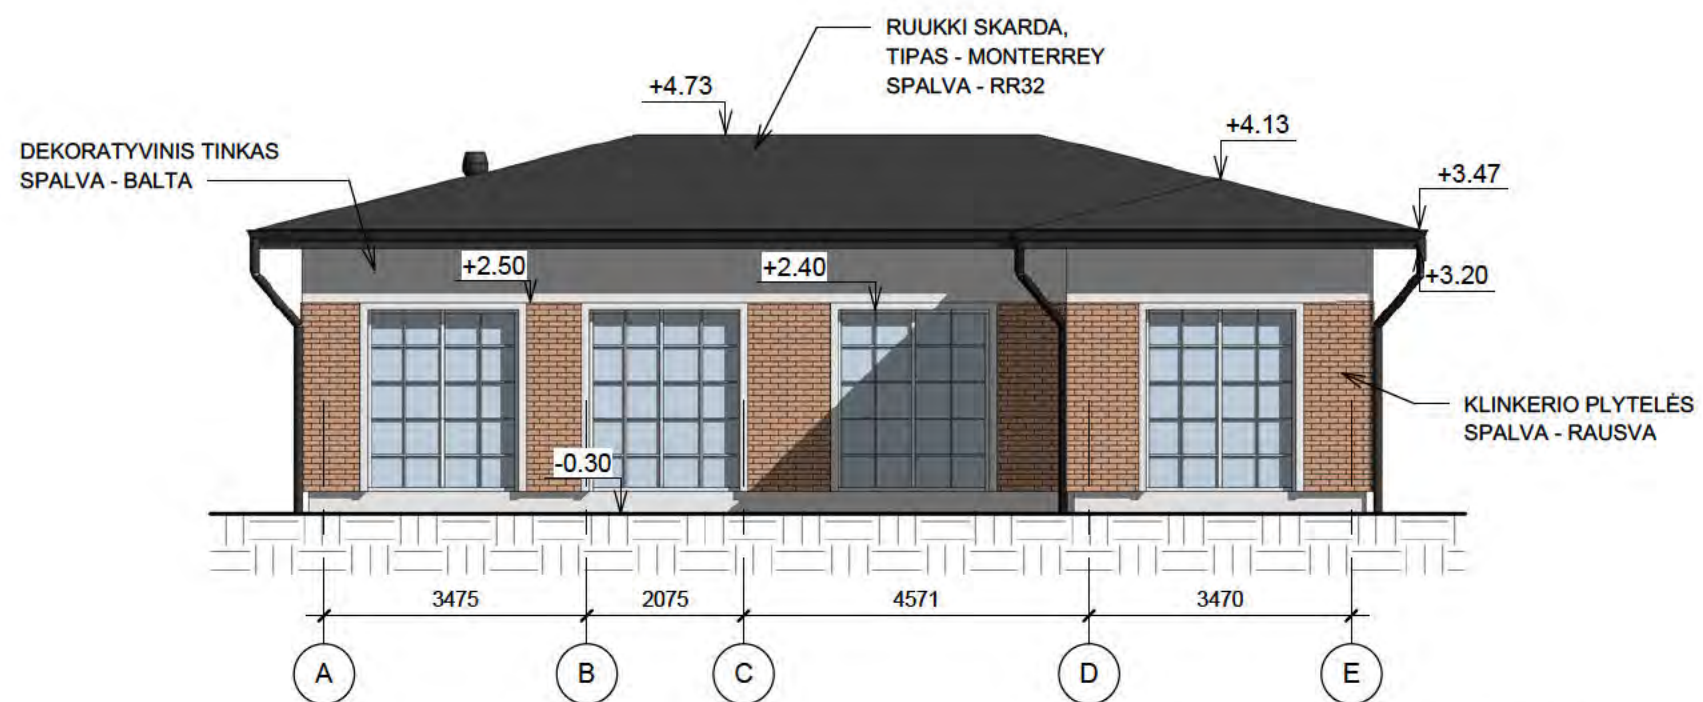 RUUKKI SKARDA,
TIPAS - MONTERREY
SPALVA - RR32
+4.73
+4.13
DEKORATYVINIS TINKAS
SPALVA - BALTA
+3.47
+2.50
+2.40
+3.20
KLINKERIO PLYTELĖS
SPALVA - RAUSVA
-0.30
3475
2075
4571
3470
A
B
C
D
E